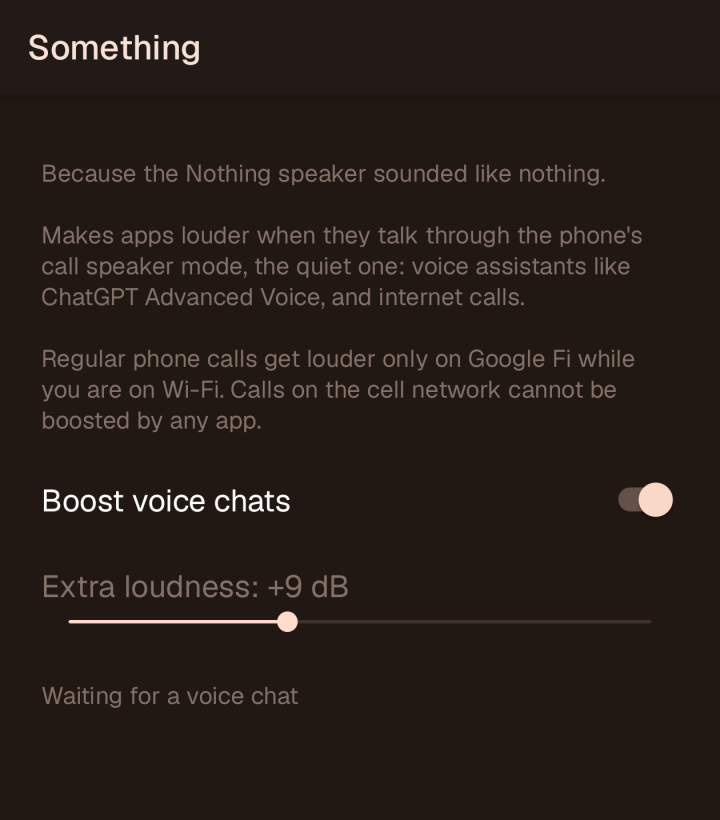 Something
Because the Nothing speaker sounded like nothing.
Makes apps louder when they talk through the phone's
call speaker mode, the quiet one: voice assistants like
ChatGPT Advanced Voice, and internet calls.
Regular phone calls get louder only on Google Fi while
you are on Wi-Fi. Calls on the cell network cannot be
boosted by any app.
Boost voice chats
Extra loudness: +9 dB
Waiting for a voice chat